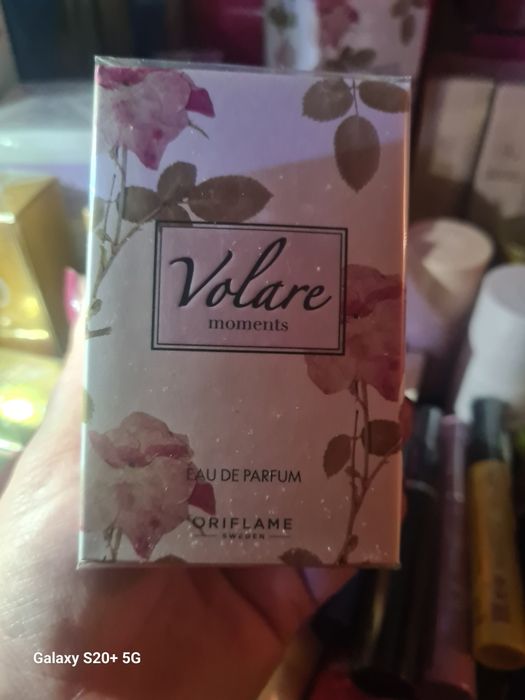 Volare
moments
EAU DE PARFUM
ORIFLAME
SWEDEN
Galaxy S20+ 5G